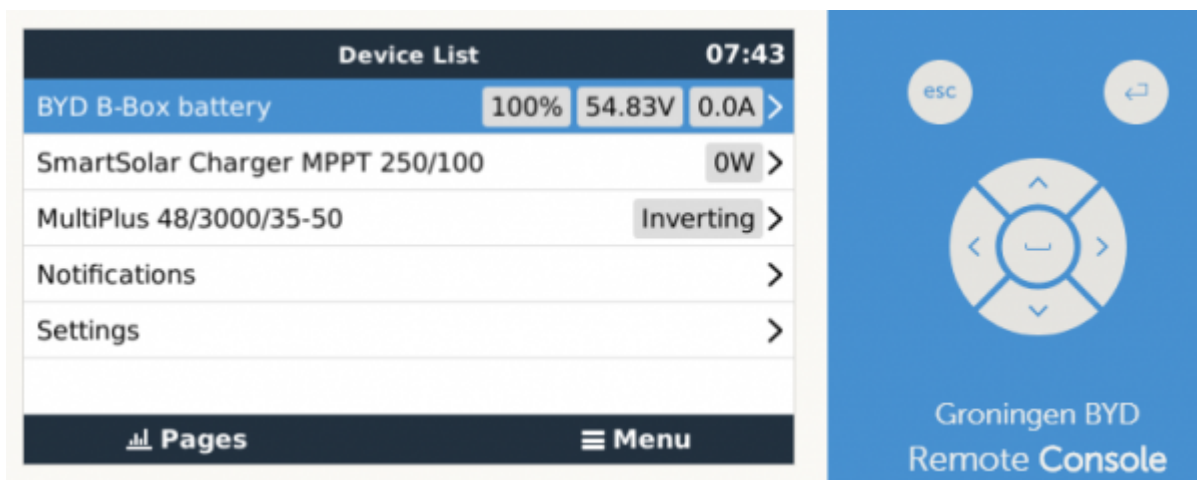 Device List 07:43
BYD B-Box battery 100% 54.83V 0.0A
SmartSolar Charger MPPT 250/100 0W
MultiPlus 48/3000/35-50 Inverting
Notifications
Settings
Pages Menu
esc
Groningen BYD
Remote Console